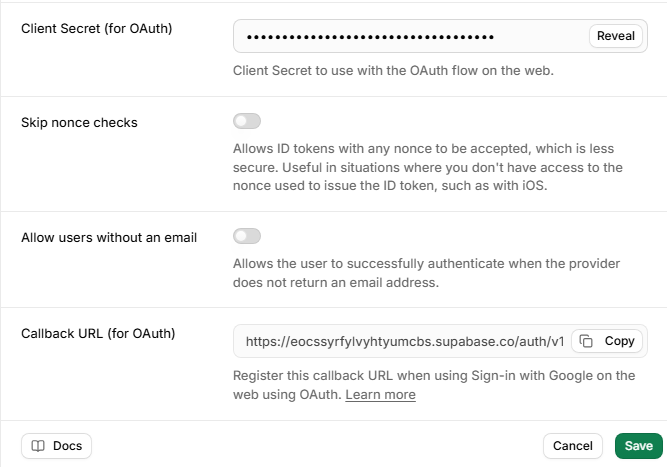 Client Secret (for OAuth)
••••••••••••••••••••••••••••••••••• Reveal
Client Secret to use with the OAuth flow on the web.
Skip nonce checks
Allows ID tokens with any nonce to be accepted, which is less
secure. Useful in situations where you don't have access to the
nonce used to issue the ID token, such as with iOS.
Allow users without an email
Allows the user to successfully authenticate when the provider
does not return an email address.
Callback URL (for OAuth)
https://eocssyrfylvyhtyumcbs.supabase.co/auth/v1 Copy
Register this callback URL when using Sign-in with Google on the
web using OAuth. Learn more
Docs Cancel Save